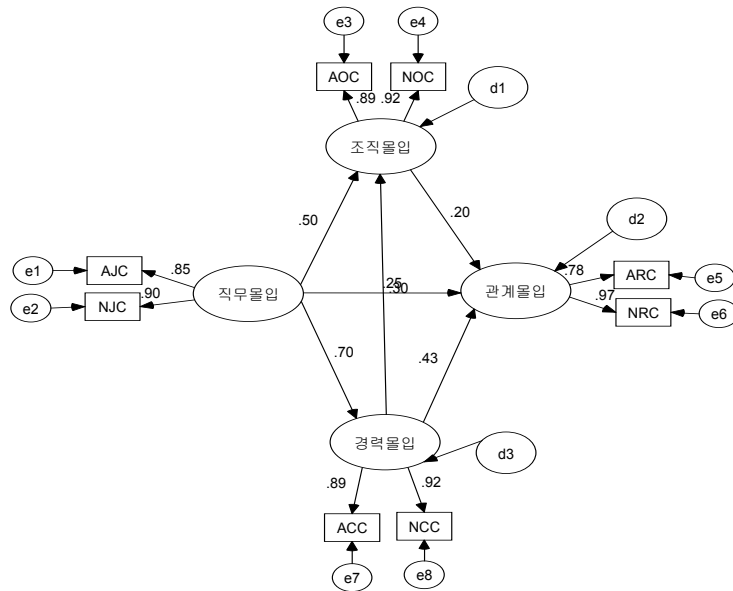 e3
e4
AOC
NOC
.89
.92
d1
조직몰입
.50
.20
d2
e1
AJC
.85
직무몰입
e2
NJC
.90
.25
.30
관계몰입
.78
ARC
e5
.97
NRC
e6
.70
.43
경력몰입
d3
.89
.92
ACC
NCC
e7
e8